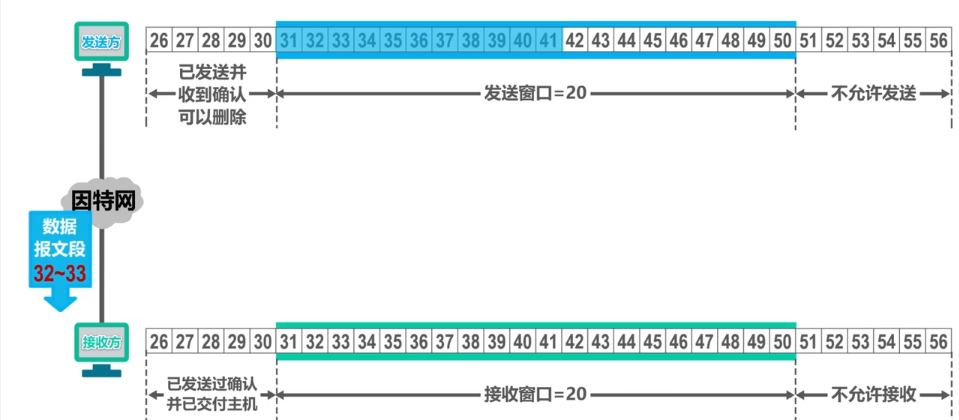 发送方
26 27 28 29 30 31 32 33 34 35 36 37 38 39 40 41 42 43 44 45 46 47 48 49 50 51 52 53 54 55 56
已发送并
收到确认
可以删除
发送窗口=20
不允许发送
因特网
数据
报文段
32~33
接收方
26 27 28 29 30 31 32 33 34 35 36 37 38 39 40 41 42 43 44 45 46 47 48 49 50 51 52 53 54 55 56
已发送过确认
并已交付主机
接收窗口=20
不允许接收